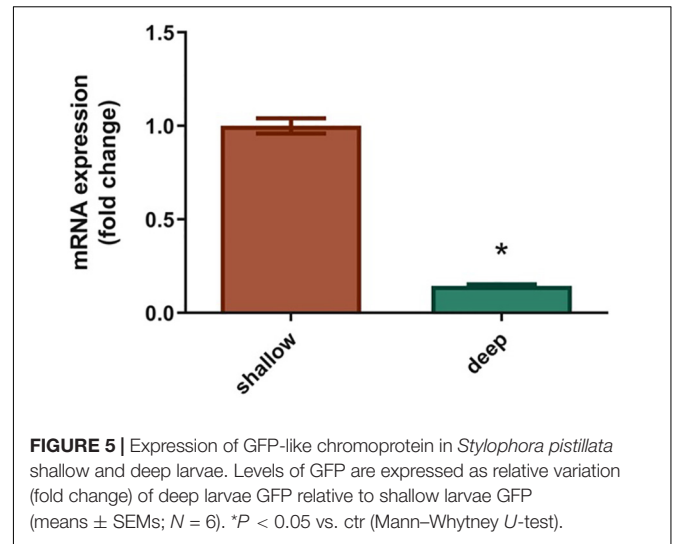 1.5
1.0
0.5
0.0
mRNA expression
(fold change)
*
shallow
deep
FIGURE 5 | Expression of GFP-like chromoprotein in Stylophora pistillata
shallow and deep larvae. Levels of GFP are expressed as relative variation
(fold change) of deep larvae GFP relative to shallow larvae GFP
(means ± SEMs; N = 6). *P < 0.05 vs. ctr (Mann–Whytney U-test).